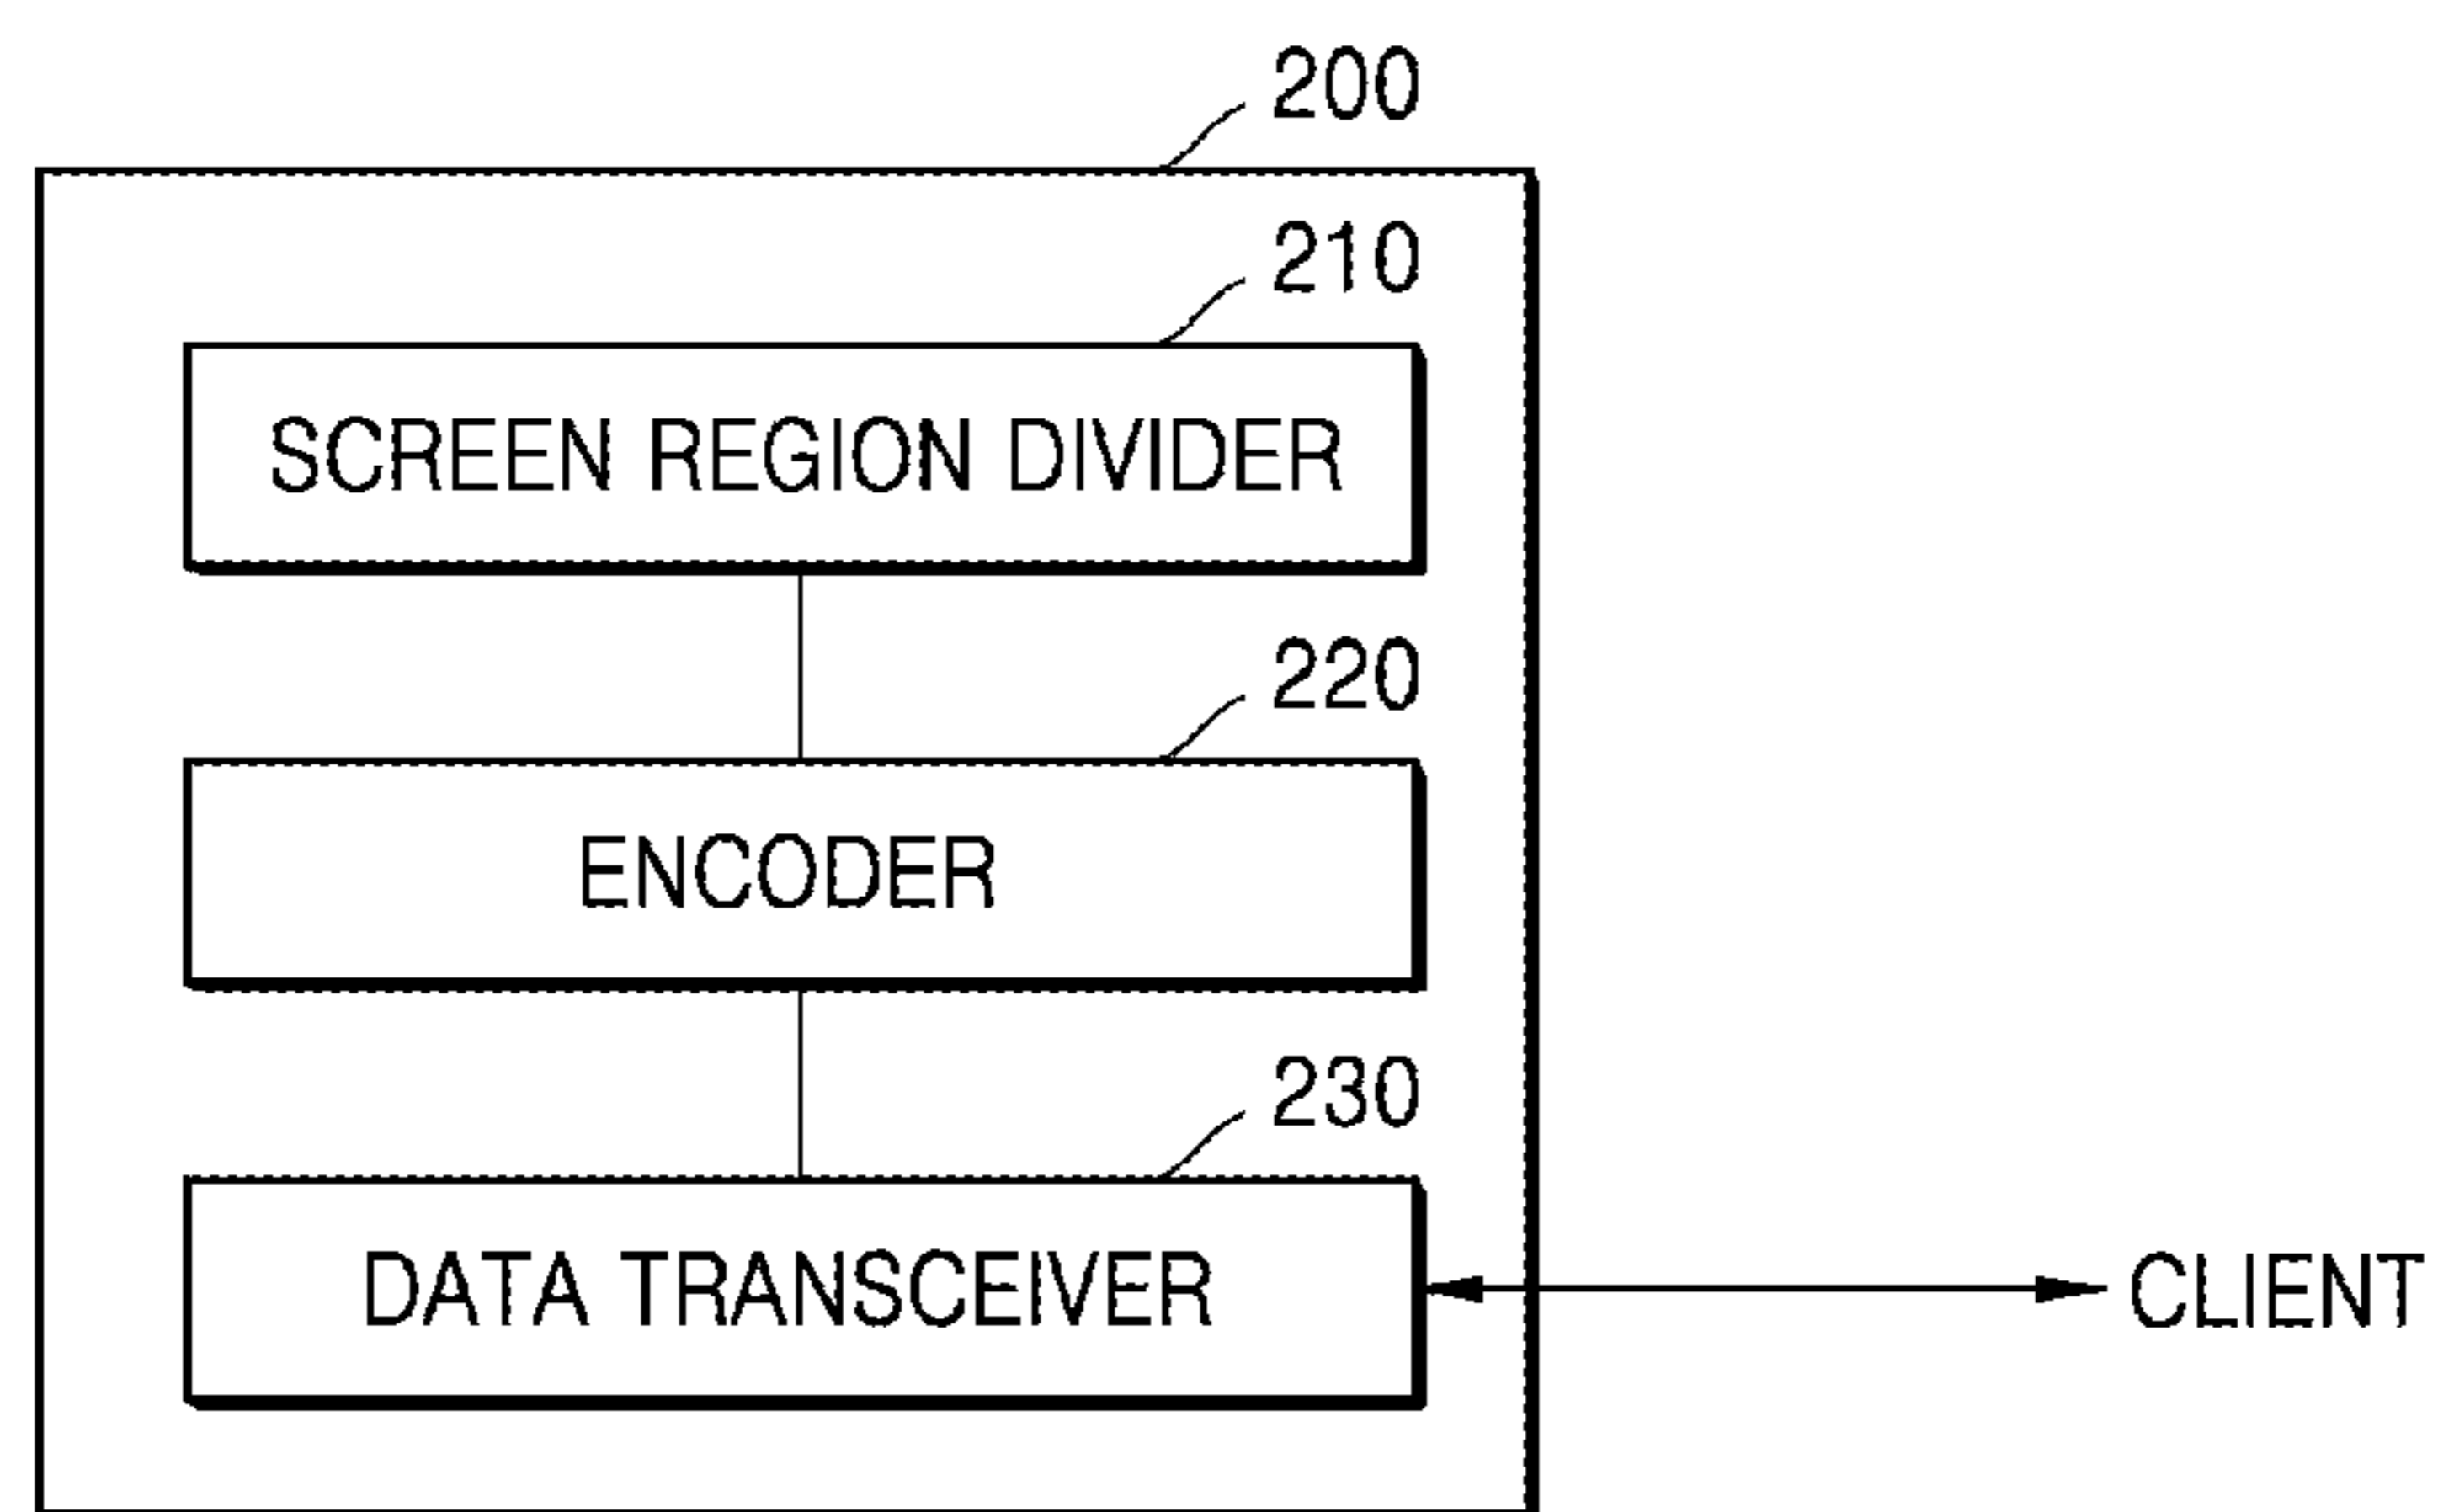 200
210
SCREEN REGION DIVIDER
220
ENCODER
230
DATA TRANSCEIVER
CLIENT